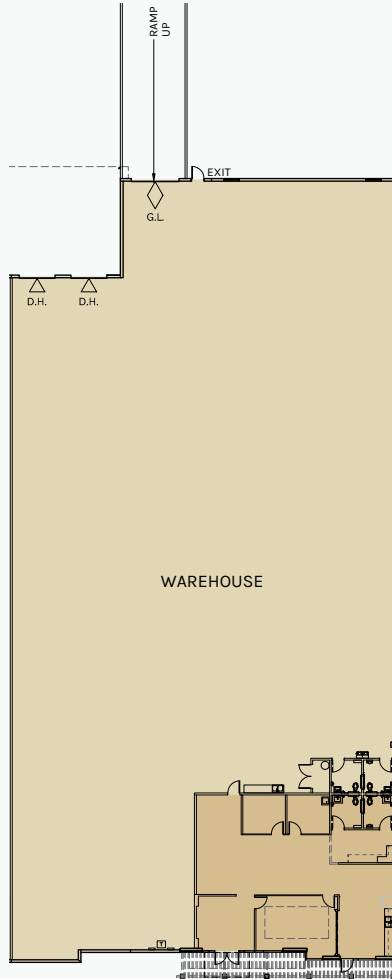 RAMP
UP
EXIT
G.L.
D.H.
D.H.
WAREHOUSE
T